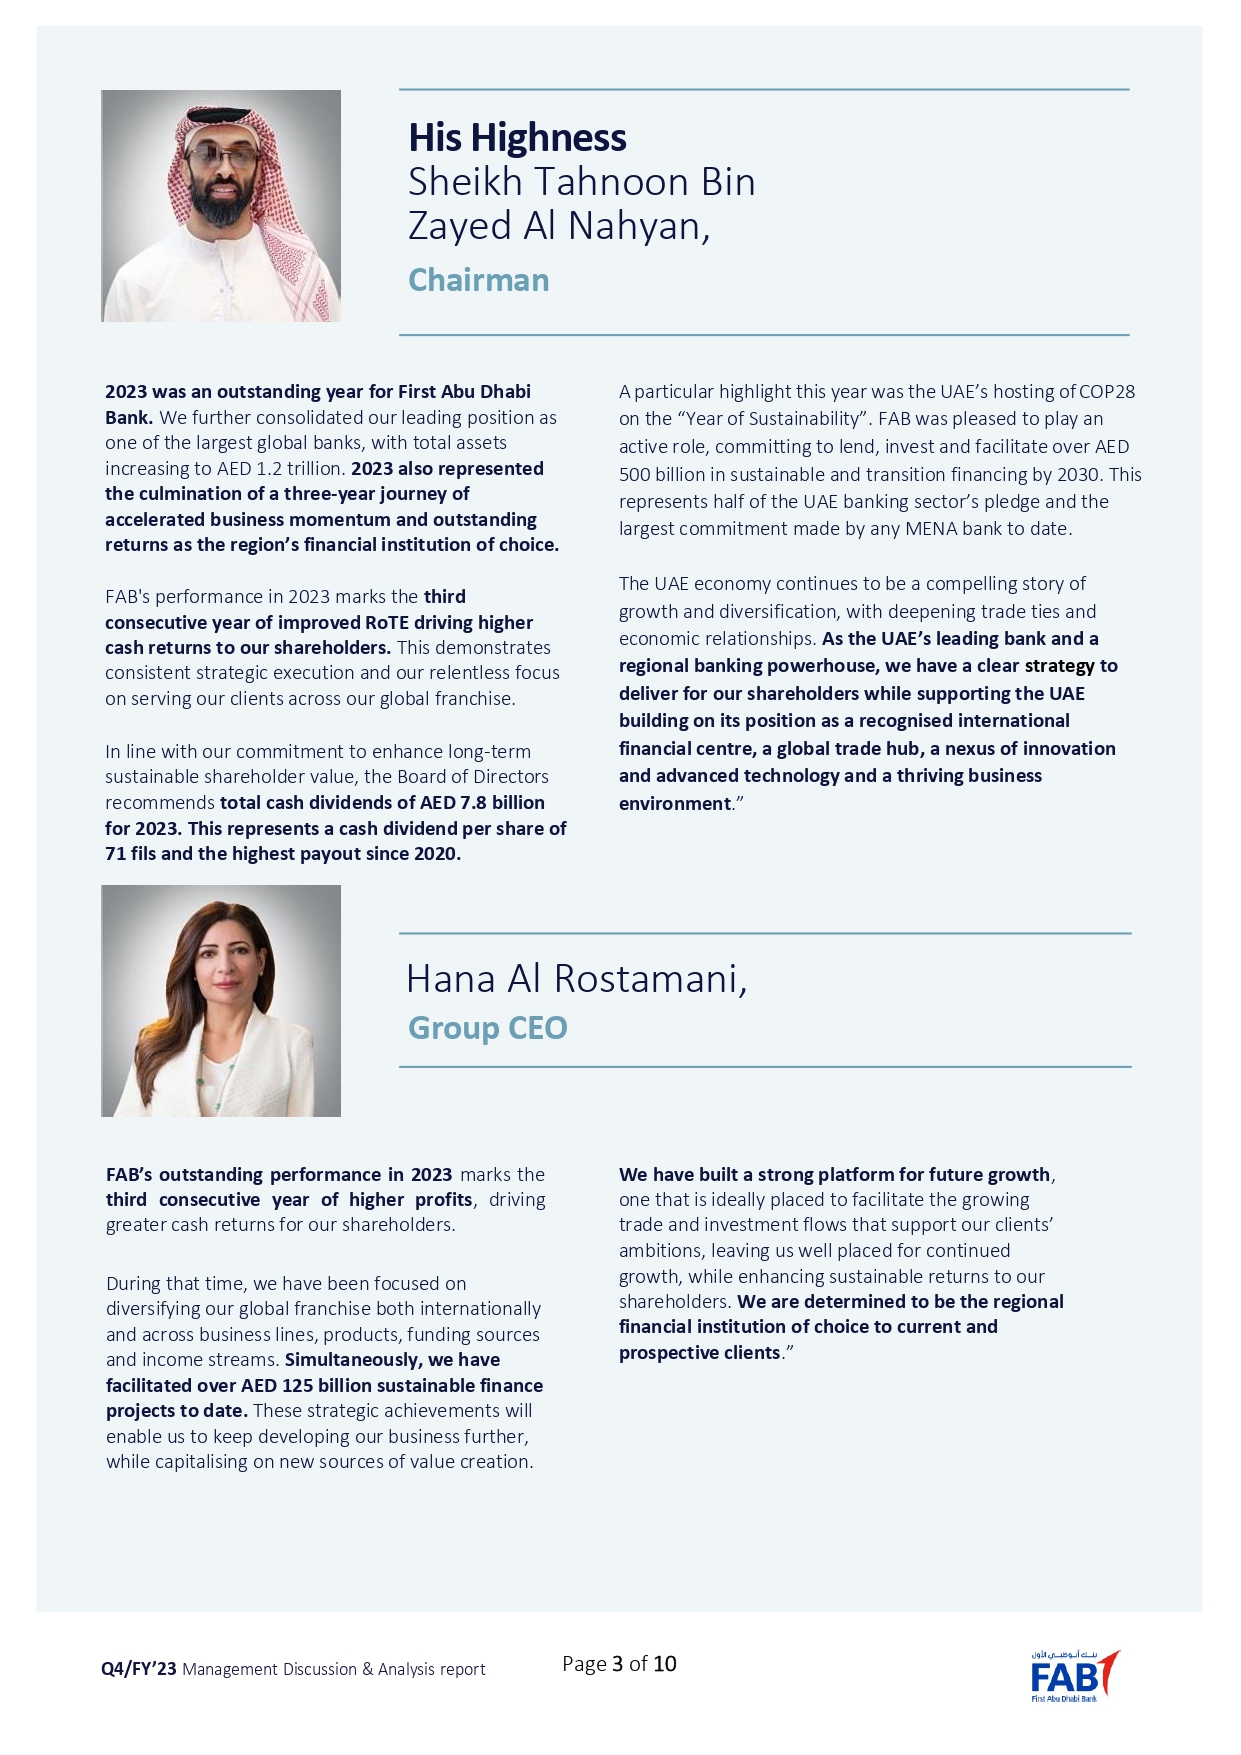 His Highness
Sheikh Tahnoon Bin
Zayed Al Nahyan,
Chairman
2023 was an outstanding year for First Abu Dhabi
Bank. We further consolidated our leading position as
one of the largest global banks, with total assets
increasing to AED 1.2 trillion. 2023 also represented
the culmination of a three-year journey of
accelerated business momentum and outstanding
returns as the region’s financial institution of choice.
FAB's performance in 2023 marks the third
consecutive year of improved RoTE driving higher
cash returns to our shareholders. This demonstrates
consistent strategic execution and our relentless focus
on serving our clients across our global franchise.
In line with our commitment to enhance long-term
sustainable shareholder value, the Board of Directors
recommends total cash dividends of AED 7.8 billion
for 2023. This represents a cash dividend per share of
71 fils and the highest payout since 2020.
A particular highlight this year was the UAE’s hosting of COP28
on the “Year of Sustainability”. FAB was pleased to play an
active role, committing to lend, invest and facilitate over AED
500 billion in sustainable and transition financing by 2030. This
represents half of the UAE banking sector’s pledge and the
largest commitment made by any MENA bank to date.
The UAE economy continues to be a compelling story of
growth and diversification, with deepening trade ties and
economic relationships. As the UAE’s leading bank and a
regional banking powerhouse, we have a clear strategy to
deliver for our shareholders while supporting the UAE
building on its position as a recognised international
financial centre, a global trade hub, a nexus of innovation
and advanced technology and a thriving business
environment.”
Hana Al Rostamani,
Group CEO
FAB’s outstanding performance in 2023 marks the
third consecutive year of higher profits, driving
greater cash returns for our shareholders.
During that time, we have been focused on
diversifying our global franchise both internationally
and across business lines, products, funding sources
and income streams. Simultaneously, we have
facilitated over AED 125 billion sustainable finance
projects to date. These strategic achievements will
enable us to keep developing our business further,
while capitalising on new sources of value creation.
We have built a strong platform for future growth,
one that is ideally placed to facilitate the growing
trade and investment flows that support our clients’
ambitions, leaving us well placed for continued
growth, while enhancing sustainable returns to our
shareholders. We are determined to be the regional
financial institution of choice to current and
prospective clients.”
Q4/FY’23 Management Discussion & Analysis report
Page 3 of 10
بنك أبوظبي الأول
FAB
First Abu Dhabi Bank